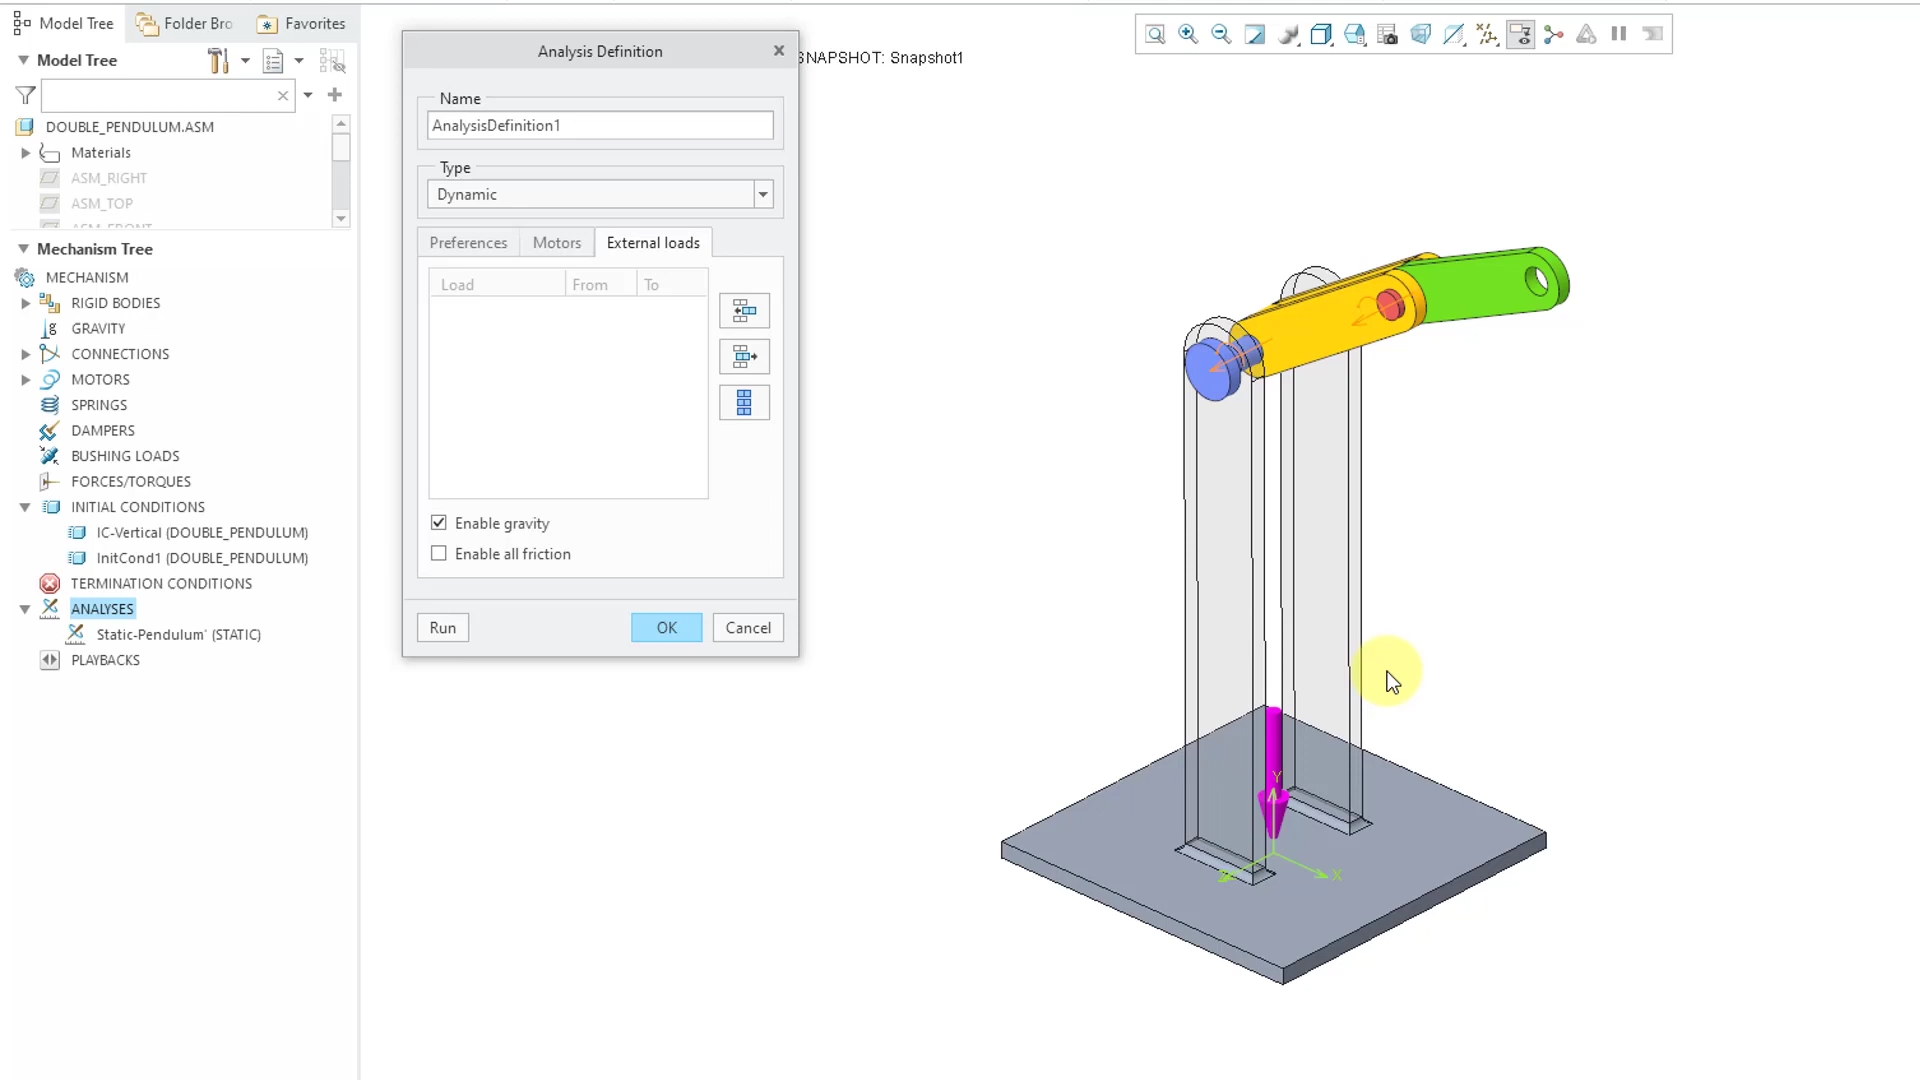 Model Tree
Folder Bro
Favorites
Model Tree
DOUBLE_PENDULUM.ASM
Materials
ASM_RIGHT
ASM_TOP
ASM_FRONT
Mechanism Tree
MECHANISM
RIGID BODIES
GRAVITY
CONNECTIONS
MOTORS
SPRINGS
DAMPERS
BUSHING LOADS
FORCES/TORQUES
INITIAL CONDITIONS
IC-Vertical (DOUBLE_PENDULUM)
InitCond1 (DOUBLE_PENDULUM)
TERMINATION CONDITIONS
ANALYSES
Static-Pendulum* (STATIC)
PLAYBACKS
Analysis Definition
Name
AnalysisDefinition1
Type
Dynamic
Preferences
Motors
External loads
Load From To
Enable gravity
Enable all friction
Run
OK
Cancel
SNAPSHOT: Snapshot1
Y
Z
X